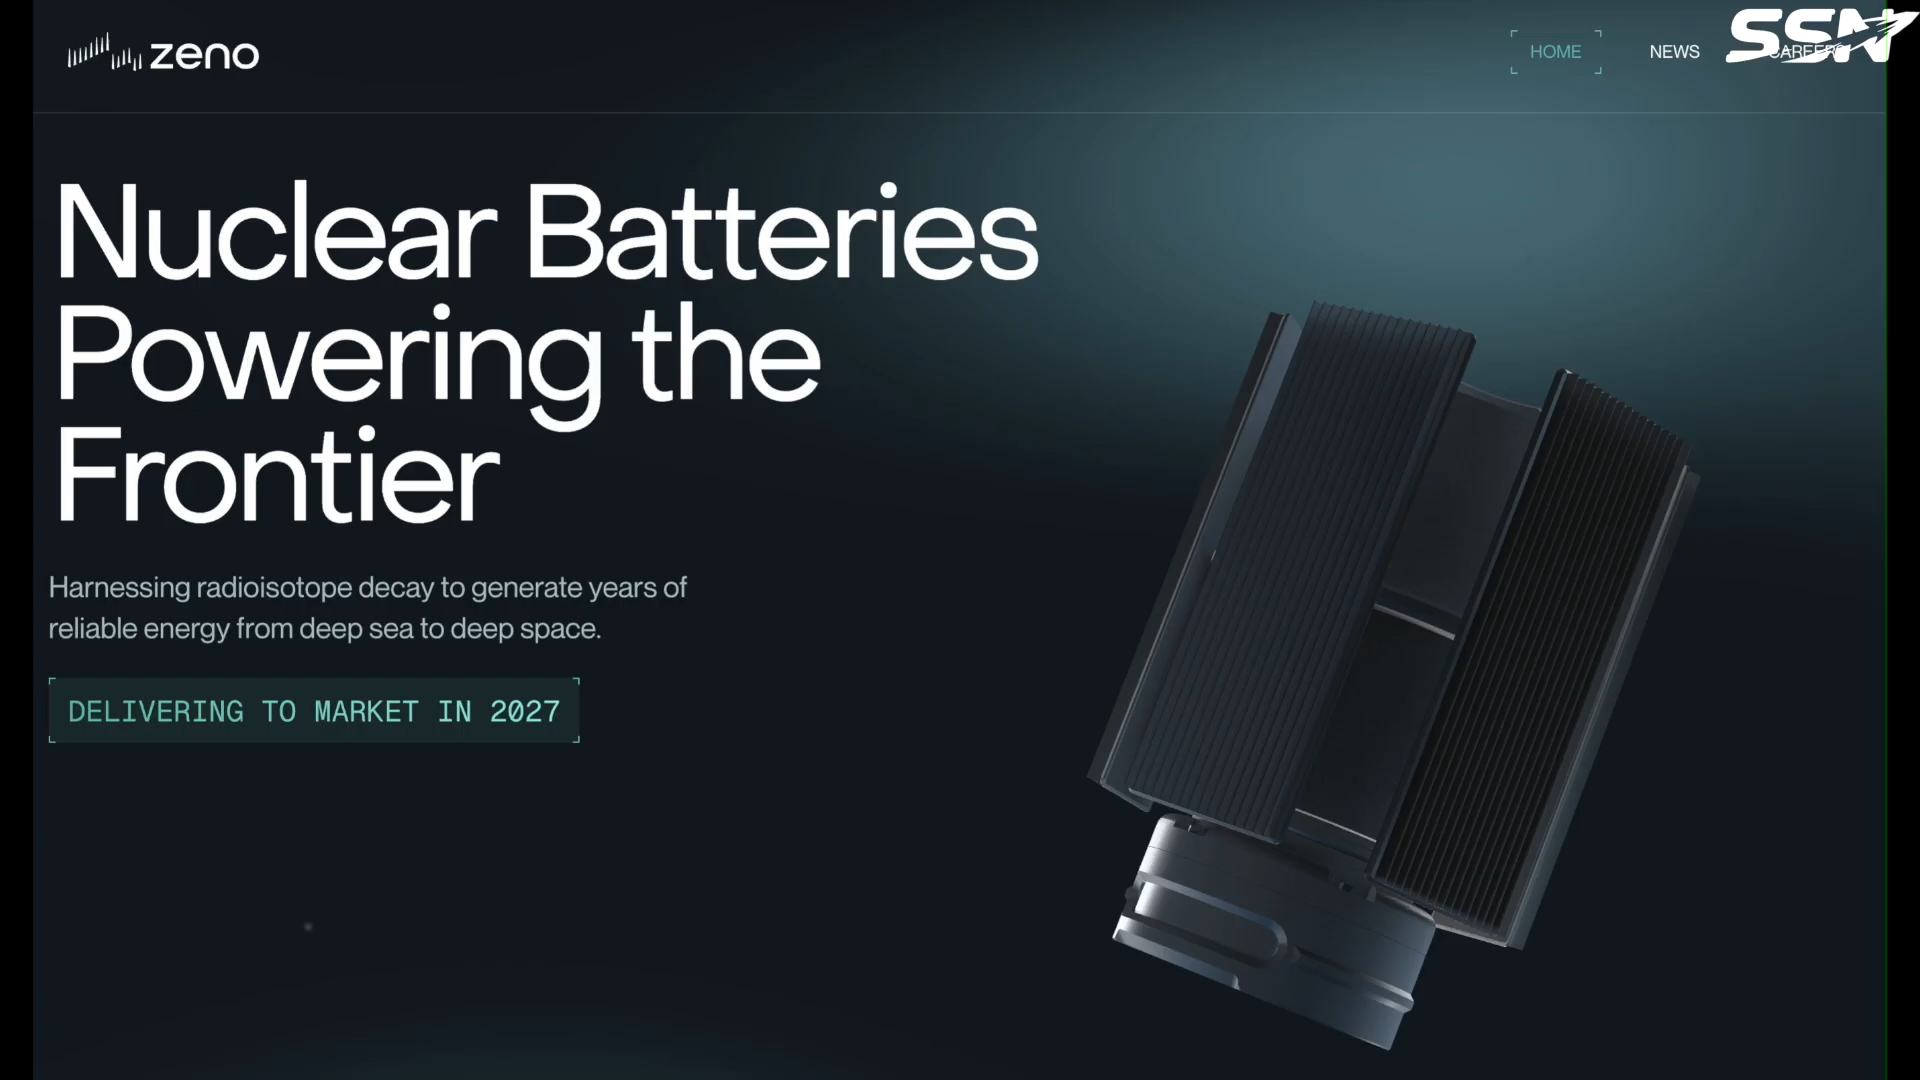 zeno
HOME
NEWS
CAREERS
SSN
Nuclear Batteries
Powering the
Frontier
Harnessing radioisotope decay to generate years of
reliable energy from deep sea to deep space.
DELIVERING TO MARKET IN 2027